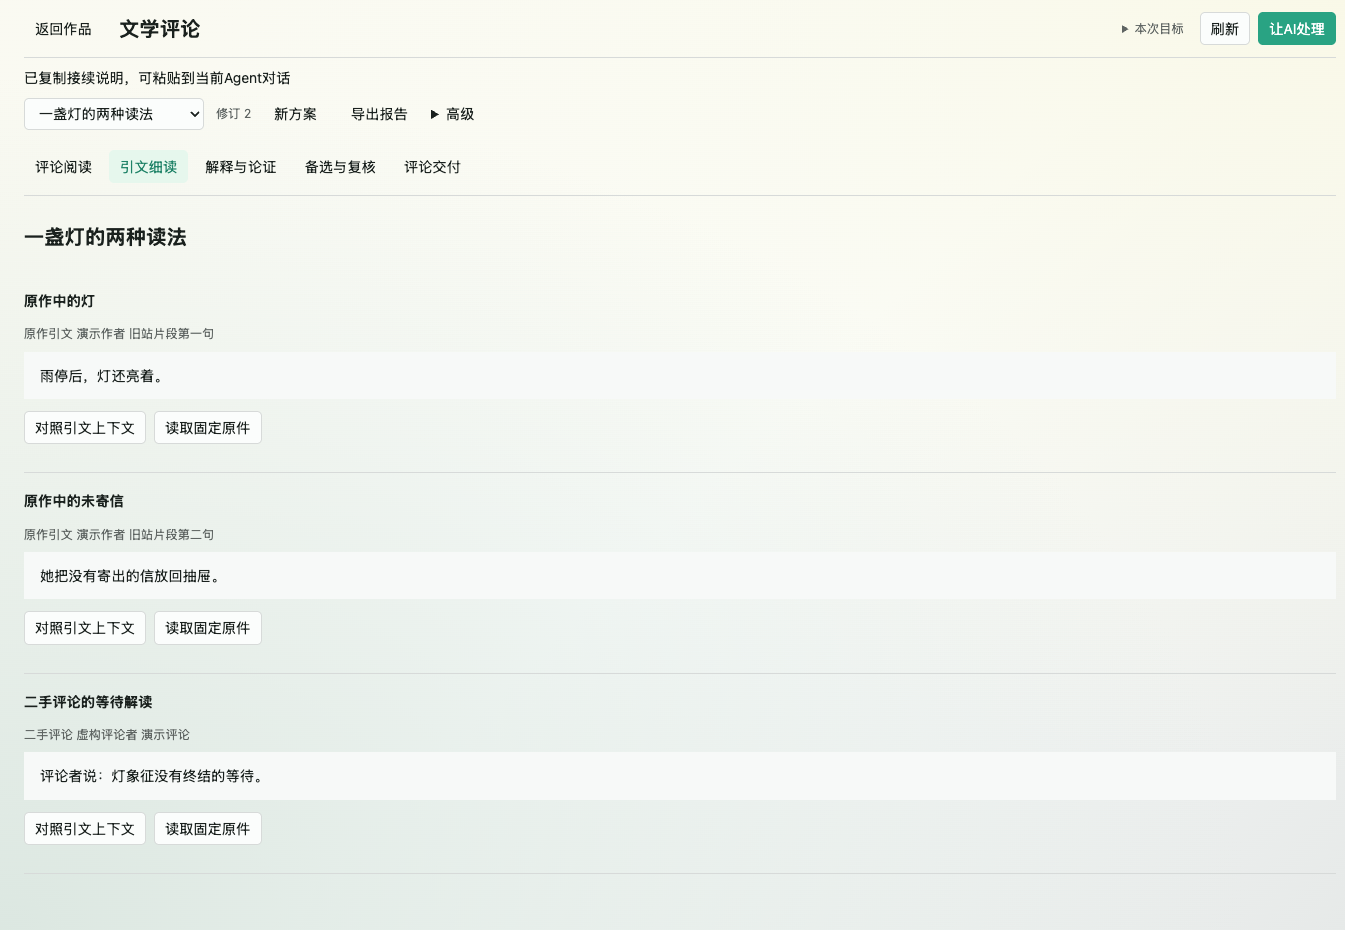 返回作品 文学评论 ▶ 本次目标 刷新 让AI处理
已复制接续说明，可粘贴到当前Agent对话
一盏灯的两种读法 修订 2 新方案 导出报告 ▶ 高级
评论阅读 引文细读 解释与论证 备选与复核 评论交付
一盏灯的两种读法
原作中的灯
原作引文 演示作者 旧站片段第一句
雨停后，灯还亮着。
对照引文上下文 读取固定原件
原作中的未寄信
原作引文 演示作者 旧站片段第二句
她把没有寄出的信放回抽屉。
对照引文上下文 读取固定原件
二手评论的等待解读
二手评论 虚构评论者 演示评论
评论者说：灯象征没有终结的等待。
对照引文上下文 读取固定原件